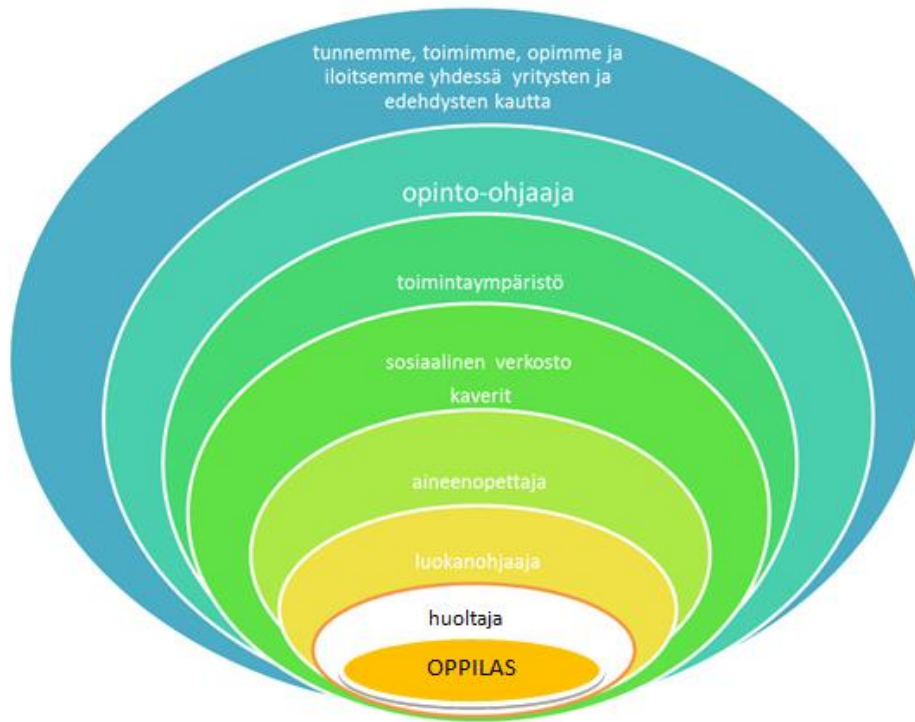 tunnemme, toimimme, opimme ja
iloitsemme yhdessä yritysten ja
edehdysten kautta
opinto-ohjaaja
toimintaympäristö
sosiaalinen verkosto
kaverit
aineenopettaja
luokanohjaaja
huoltaja
OPPILAS